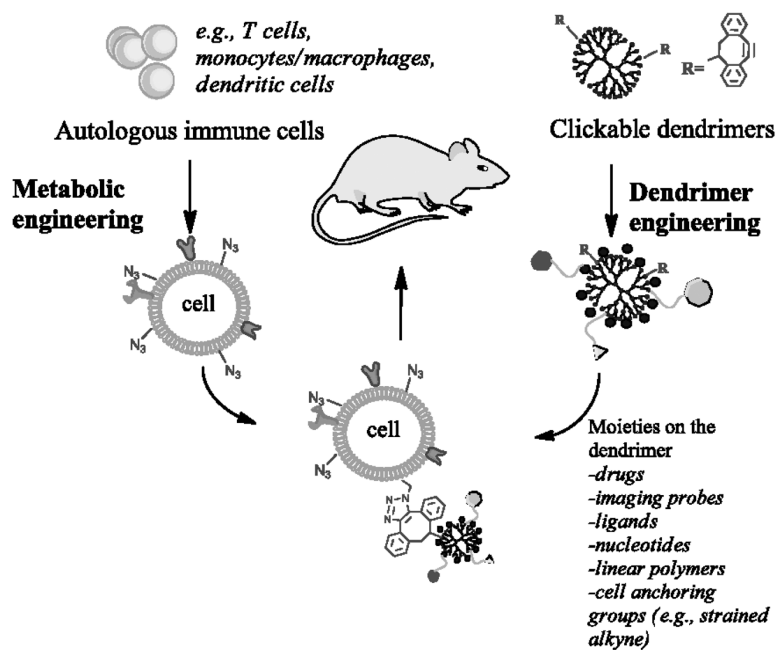 e.g., T cells,
monocytes/macrophages,
dendritic cells
Autologous immune cells
R
R
R=
Clickable dendrimers
Metabolic
engineering
Dendrimer
engineering
N3
N3
N3
N3
cell
R
R
N3
N3
N3
cell
N
N
N
Moieties on the
dendrimer
-drugs
-imaging probes
-ligands
-nucleotides
-linear polymers
-cell anchoring
groups (e.g., strained
alkyne)